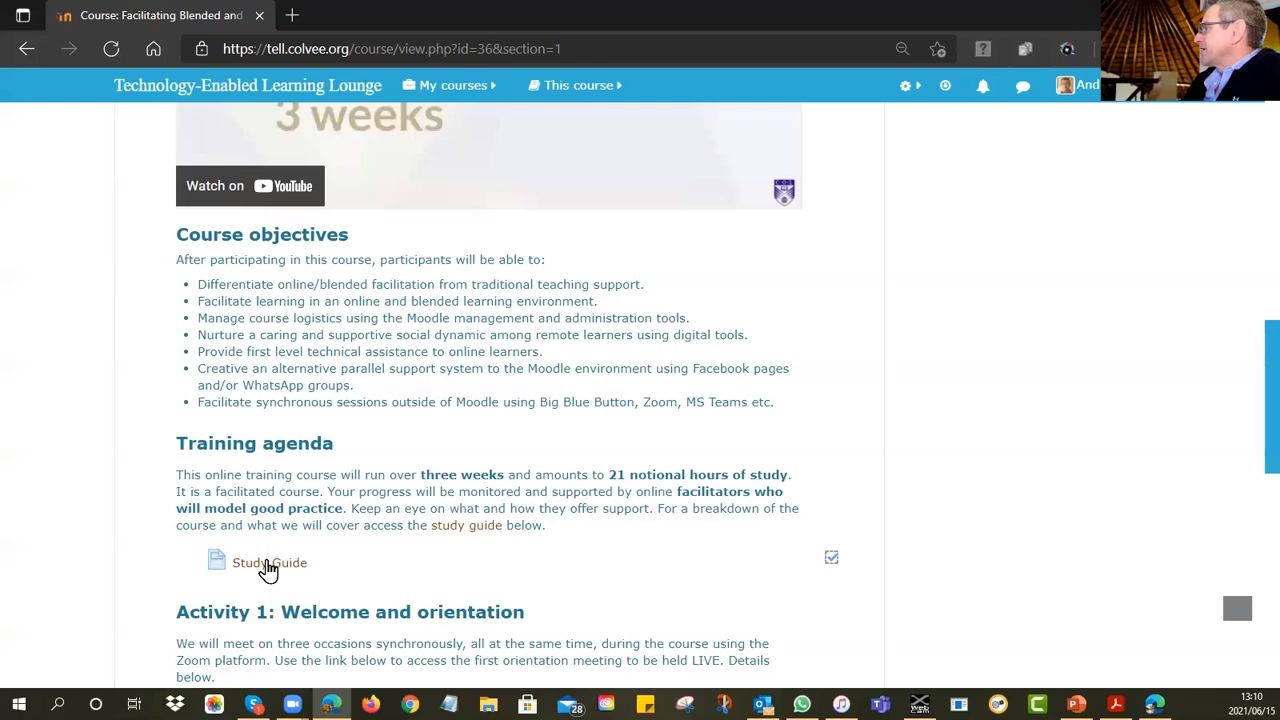 Course: Facilitating Blended and
https://tell.colvee.org/course/view.php?id=36&section=1
Technology-Enabled Learning Lounge My courses This course And
3 weeks
Watch on YouTube
Course objectives
After participating in this course, participants will be able to:
• Differentiate online/blended facilitation from traditional teaching support.
• Facilitate learning in an online and blended learning environment.
• Manage course logistics using the Moodle management and administration tools.
• Nurture a caring and supportive social dynamic among remote learners using digital tools.
• Provide first level technical assistance to online learners.
• Creative an alternative parallel support system to the Moodle environment using Facebook pages
and/or WhatsApp groups.
• Facilitate synchronous sessions outside of Moodle using Big Blue Button, Zoom, MS Teams etc.
Training agenda
This online training course will run over three weeks and amounts to 21 notional hours of study.
It is a facilitated course. Your progress will be monitored and supported by online facilitators who
will model good practice. Keep an eye on what and how they offer support. For a breakdown of the
course and what we will cover access the study guide below.
Study Guide
Activity 1: Welcome and orientation
We will meet on three occasions synchronously, all at the same time, during the course using the
Zoom platform. Use the link below to access the first orientation meeting to be held LIVE. Details
below.
28
13:10
2021/06/15